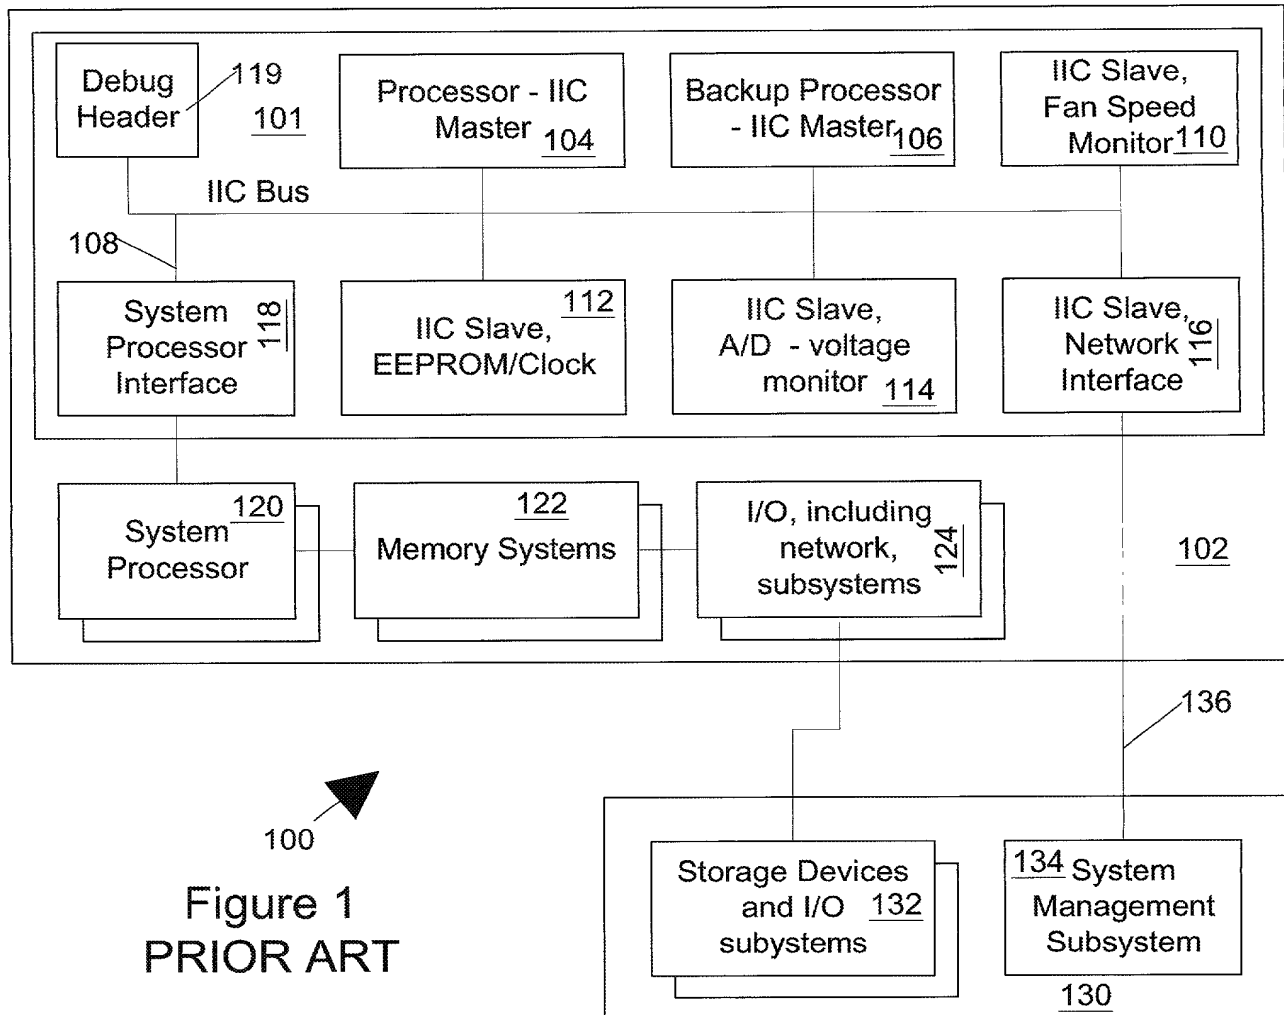 Debug
Header
119
101
Processor - IIC
Master
104
Backup Processor
- IIC Master
106
IIC Slave,
Fan Speed
Monitor
110
IIC Bus
108
System
Processor
Interface
118
IIC Slave,
EEPROM/Clock
112
IIC Slave,
A/D - voltage
monitor
114
IIC Slave,
Network
Interface
116
System
Processor
120
Memory Systems
122
I/O, including
network,
subsystems
124
102
136
100
Storage Devices
and I/O
subystems
132
134
System
Management
Subsystem
130
Figure 1
PRIOR ART